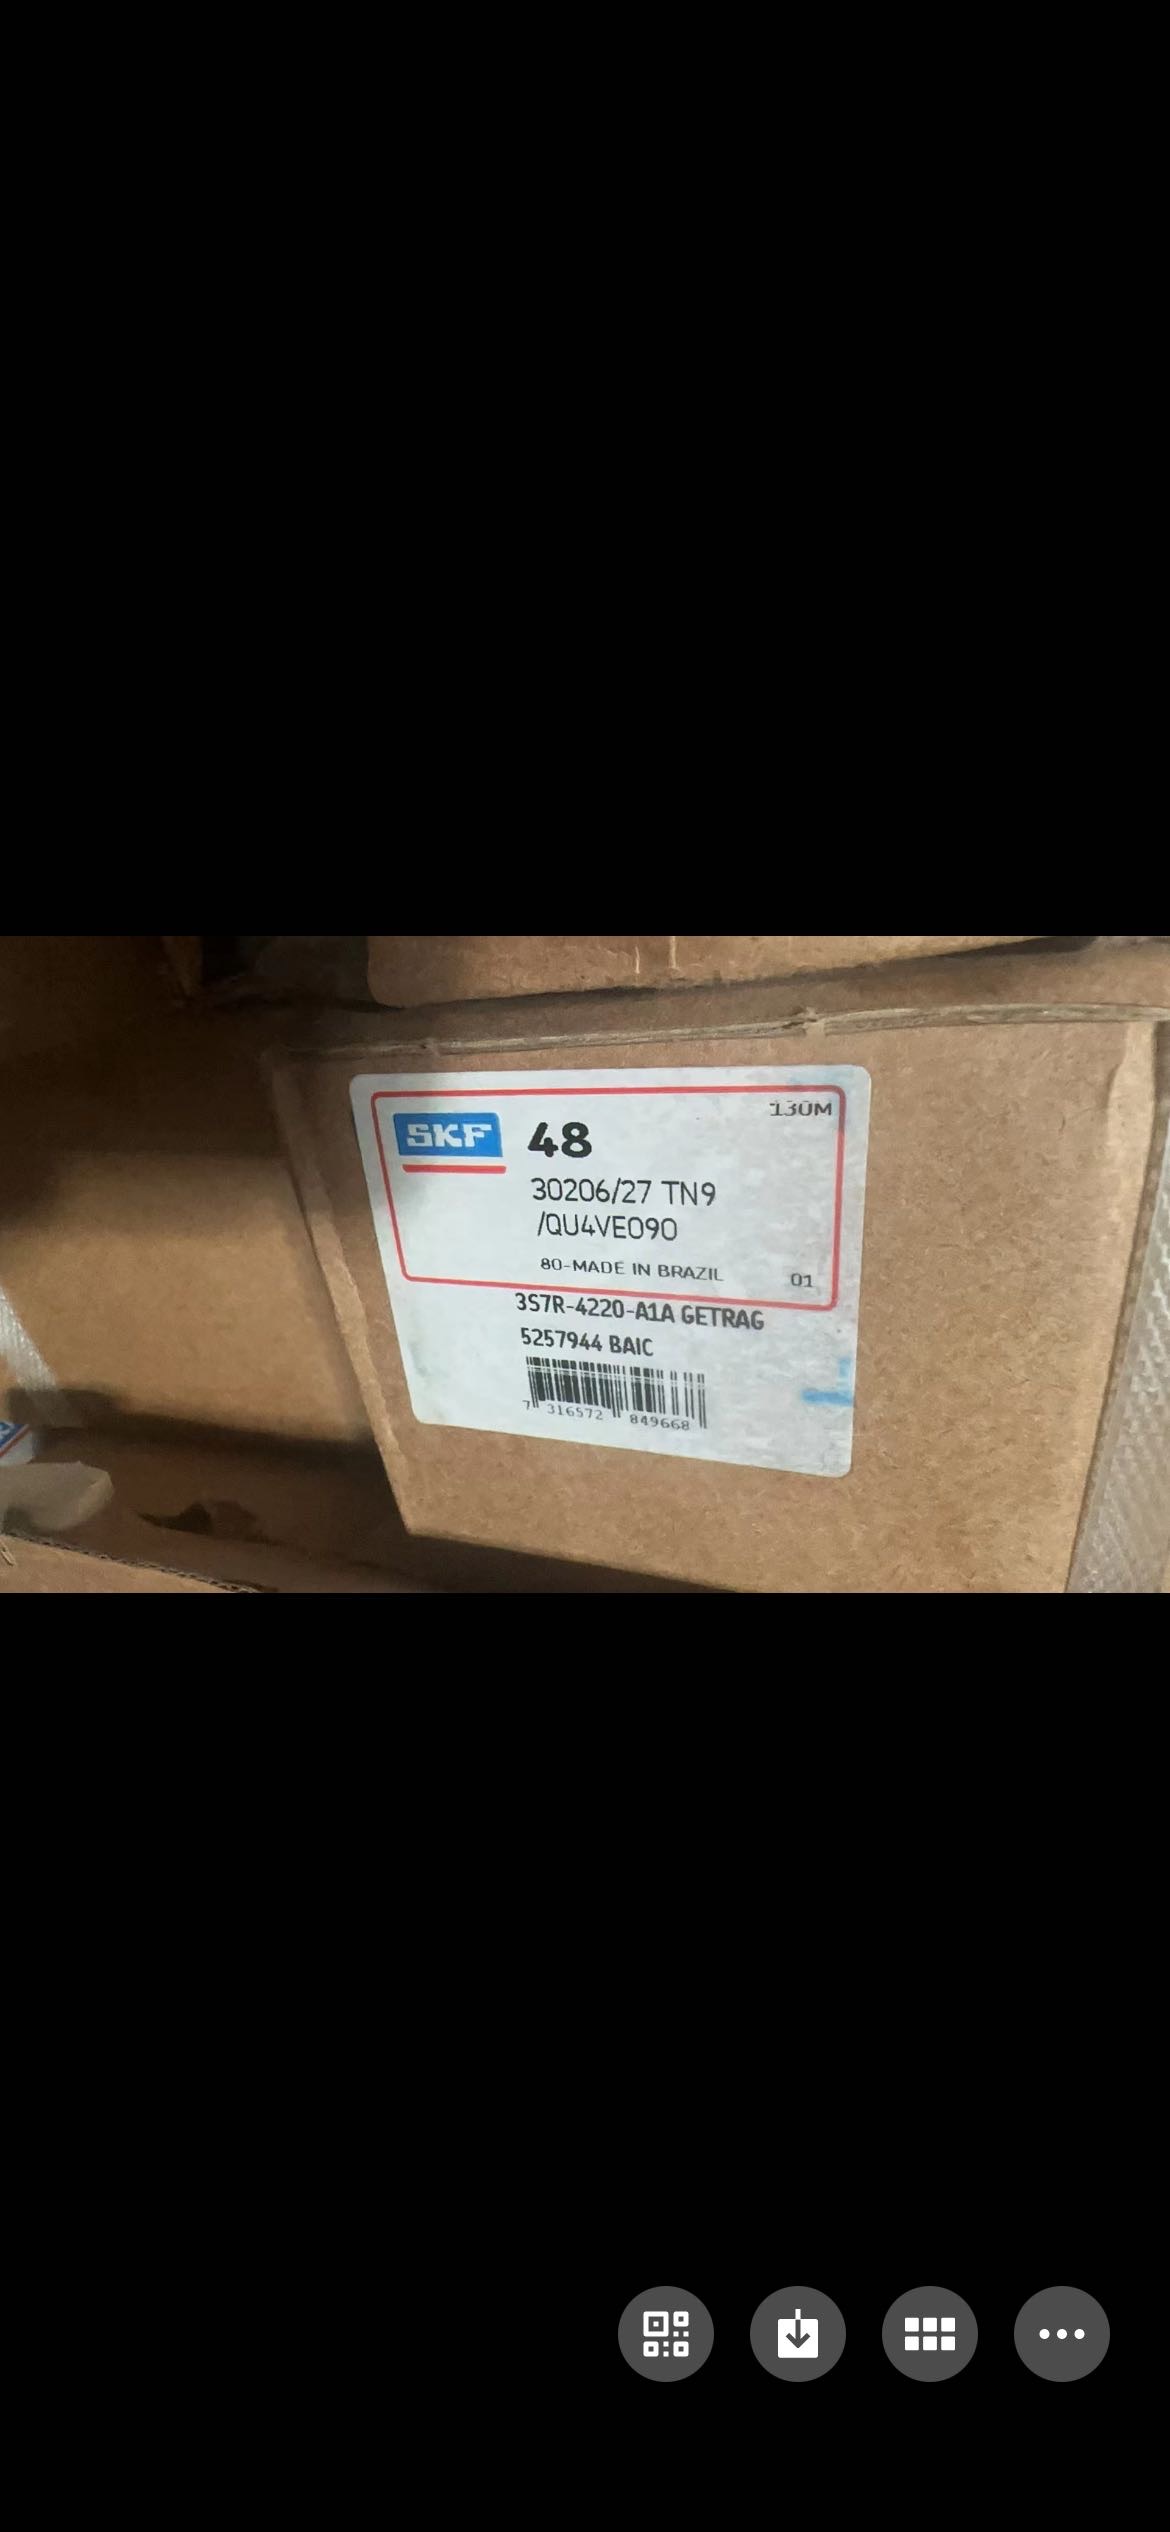 130M
SKF
48
30206/27 TN9
/QU4VE090
80-MADE IN BRAZIL
01
3S7R-4220-A1A GETRAG
5257944 BAIC
7 316572 849668